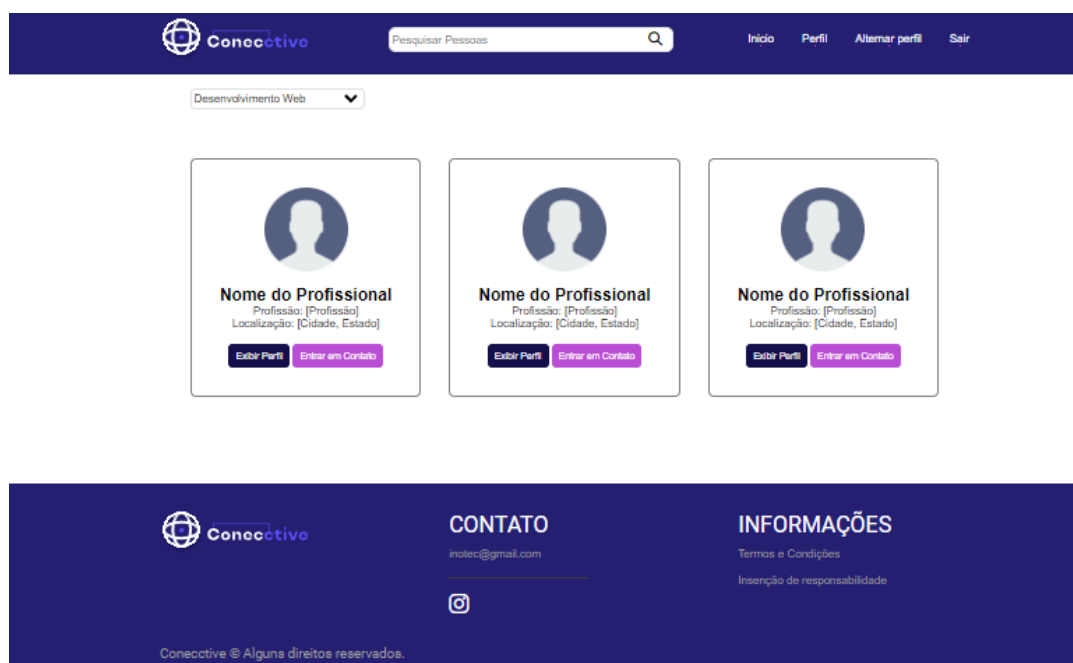 Conecctive
Pesquisar Pessoas
Início Perfil Alternar perfil Sair
Desenvolvimento Web
Nome do Profissional
Profissão: [Profissão]
Localização: [Cidade, Estado]
Exibir Perfil Entrar em Contato
Nome do Profissional
Profissão: [Profissão]
Localização: [Cidade, Estado]
Exibir Perfil Entrar em Contato
Nome do Profissional
Profissão: [Profissão]
Localização: [Cidade, Estado]
Exibir Perfil Entrar em Contato
Conecctive
CONTATO
inotec@gmail.com
INFORMAÇÕES
Termos e Condições
Insenção de responsabilidade
Conecctive © Alguns direitos reservados.